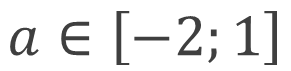 a ∈ [−2; 1]